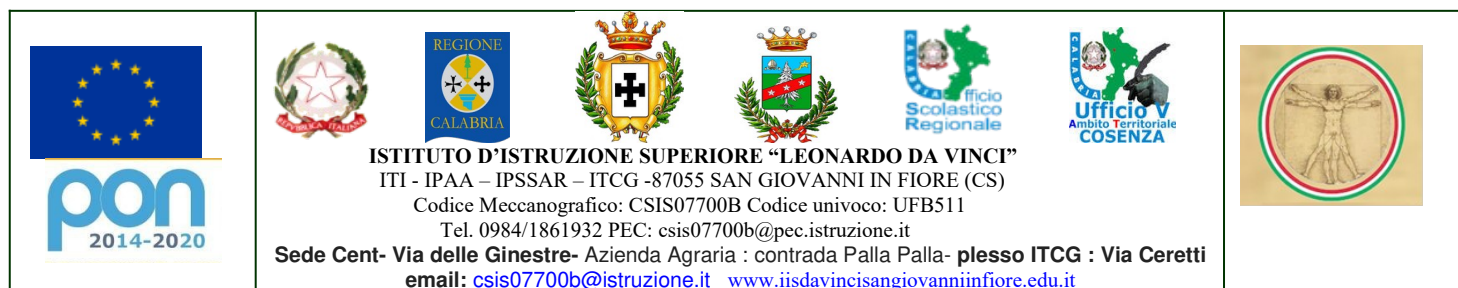 pon
2014-2020
REPVBBLICA ITALIANA
REGIONE
CALABRIA
CALABRIA
fficio
Scolastico
Regionale
CALABRIA
Ufficio V
Ambito Territoriale
COSENZA
ISTITUTO D'ISTRUZIONE SUPERIORE “LEONARDO DA VINCI”
ITI - IPAA – IPSSAR – ITCG -87055 SAN GIOVANNI IN FIORE (CS)
Codice Meccanografico: CSIS07700B Codice univoco: UFB511
Tel. 0984/1861932 PEC: csis07700b@pec.istruzione.it
Sede Cent- Via delle Ginestre- Azienda Agraria : contrada Palla Palla- plesso ITCG : Via Ceretti
email: csis07700b@istruzione.it www.iisdavincisangiovanniinfiore.edu.it